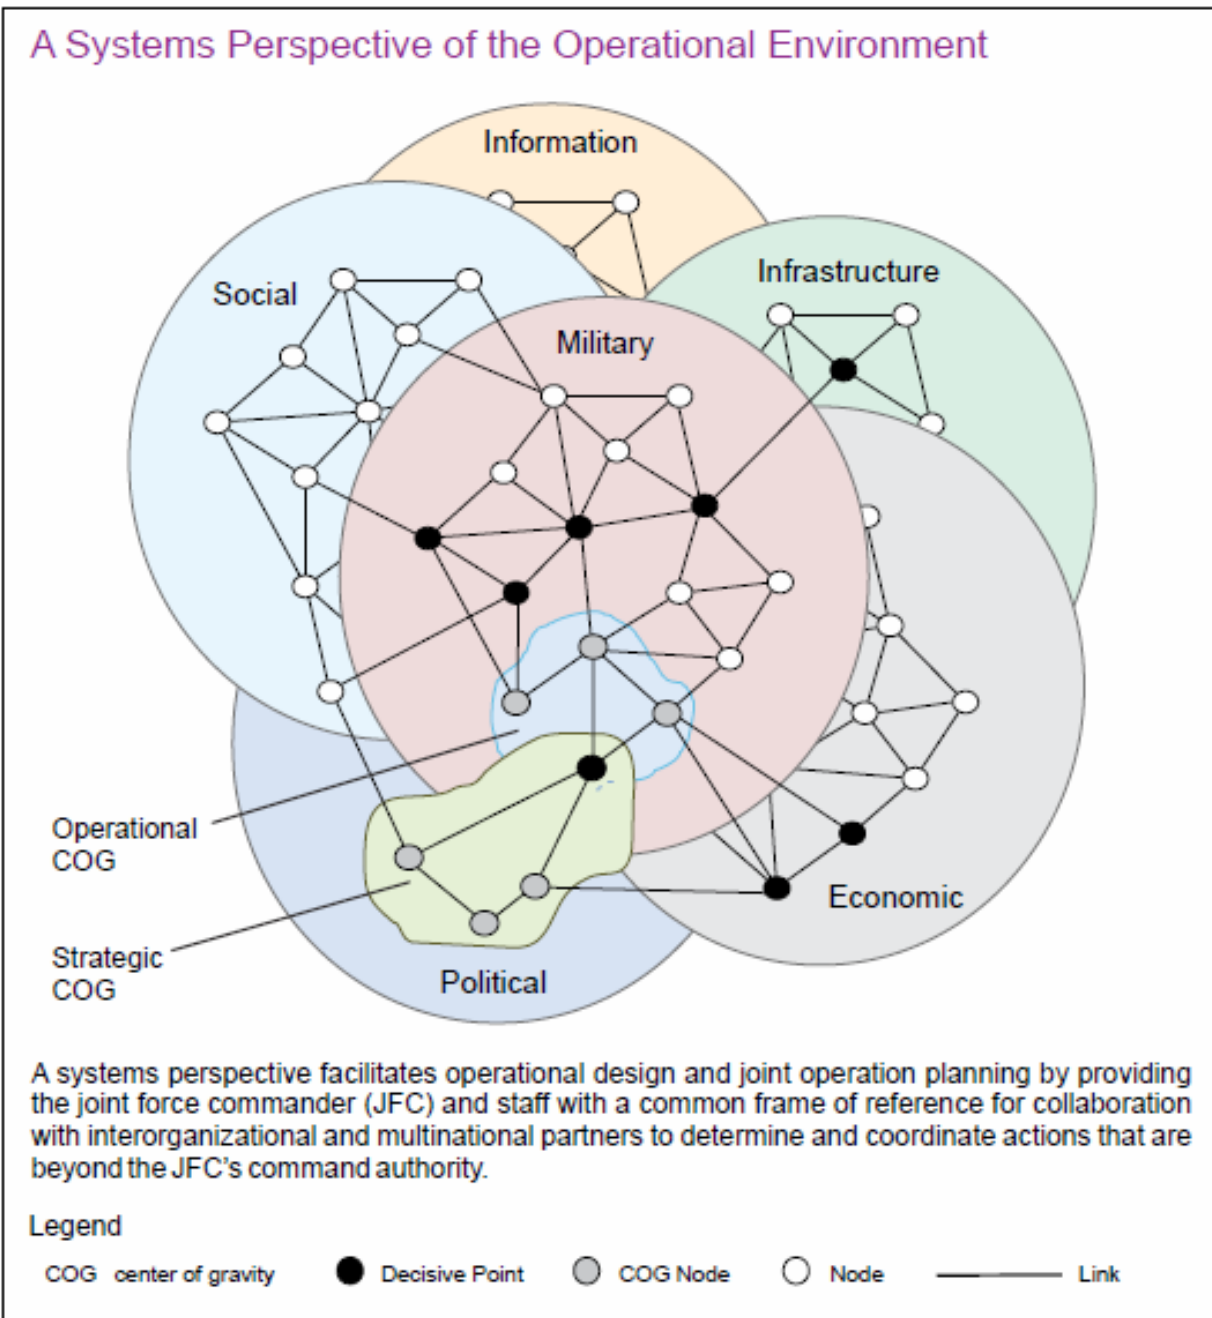 A Systems Perspective of the Operational Environment
Information
Social
Infrastructure
Military
Operational
COG
Strategic
COG
Economic
Political
A systems perspective facilitates operational design and joint operation planning by providing
the joint force commander (JFC) and staff with a common frame of reference for collaboration
with interorganizational and multinational partners to determine and coordinate actions that are
beyond the JFC's command authority.
Legend
COG center of gravity
Decisive Point
COG Node
Node
Link